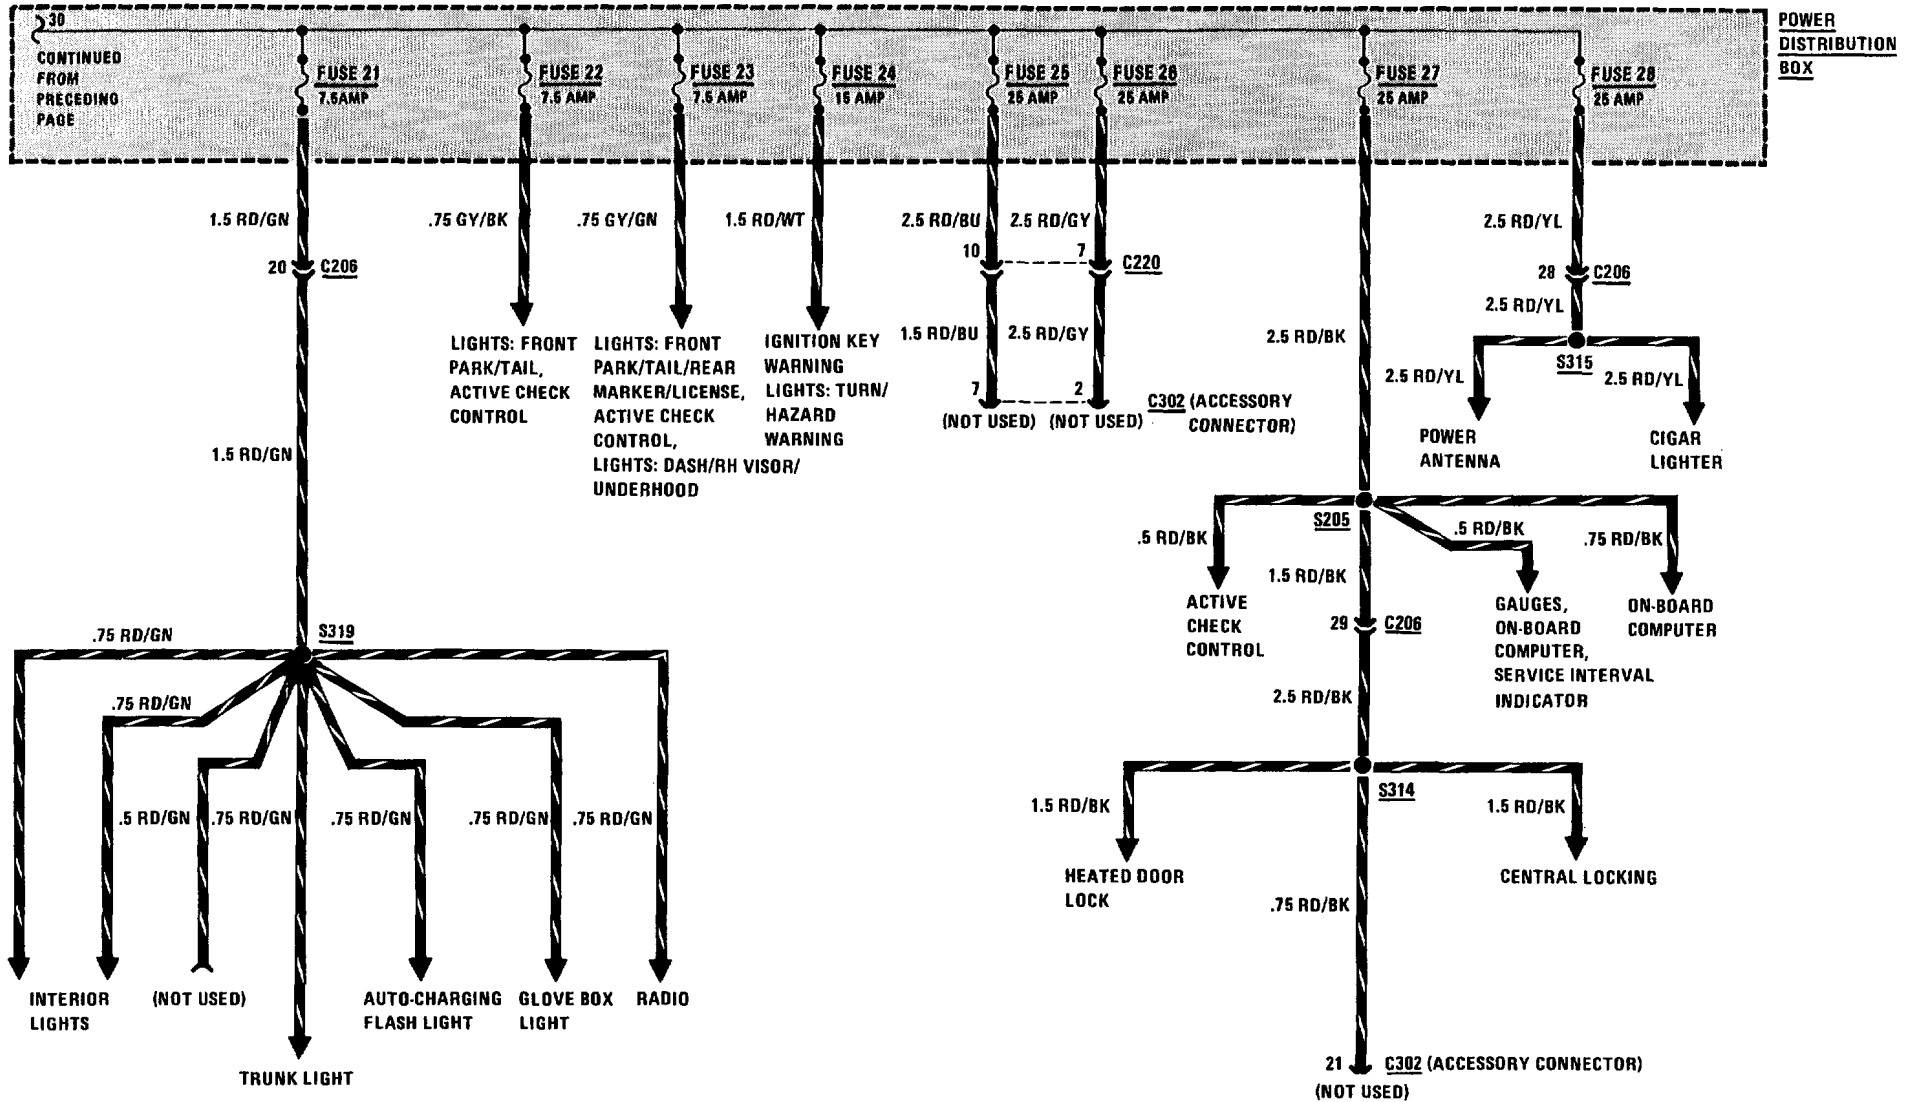 30
CONTINUED
FROM
PRECEDING
PAGE
FUSE 21
7.5AMP
FUSE 22
7.5 AMP
FUSE 23
7.5 AMP
FUSE 24
15 AMP
FUSE 25
25 AMP
FUSE 26
25 AMP
FUSE 27
25 AMP
FUSE 28
25 AMP
POWER
DISTRIBUTION
BOX
1.5 RD/GN
.75 GY/BK
.75 GY/GN
1.5 RD/WT
2.5 RD/BU
2.5 RD/GY
2.5 RD/YL
20
C206
10
7
C220
28
C206
2.5 RD/YL
1.5 RD/BU
2.5 RD/GY
2.5 RD/BK
LIGHTS: FRONT
PARK/TAIL,
ACTIVE CHECK
CONTROL
LIGHTS: FRONT
PARK/TAIL/REAR
MARKER/LICENSE,
ACTIVE CHECK
CONTROL,
LIGHTS: DASH/RH VISOR/
UNDERHOOD
IGNITION KEY
WARNING
LIGHTS: TURN/
HAZARD
WARNING
7
2
C302 (ACCESSORY
CONNECTOR)
(NOT USED)
(NOT USED)
S315
2.5 RD/YL
2.5 RD/YL
POWER
ANTENNA
CIGAR
LIGHTER
1.5 RD/GN
S205
.5 RD/BK
.5 RD/BK
.75 RD/BK
1.5 RD/BK
ACTIVE
CHECK
CONTROL
GAUGES,
ON-BOARD
COMPUTER,
SERVICE INTERVAL
INDICATOR
ON-BOARD
COMPUTER
29
C206
2.5 RD/BK
.75 RD/GN
S319
.75 RD/GN
.5 RD/GN
.75 RD/GN
.75 RD/GN
.75 RD/GN
.75 RD/GN
S314
1.5 RD/BK
1.5 RD/BK
HEATED DOOR
LOCK
CENTRAL LOCKING
.75 RD/BK
INTERIOR
LIGHTS
(NOT USED)
AUTO-CHARGING
FLASH LIGHT
GLOVE BOX
LIGHT
RADIO
TRUNK LIGHT
21
C302 (ACCESSORY CONNECTOR)
(NOT USED)